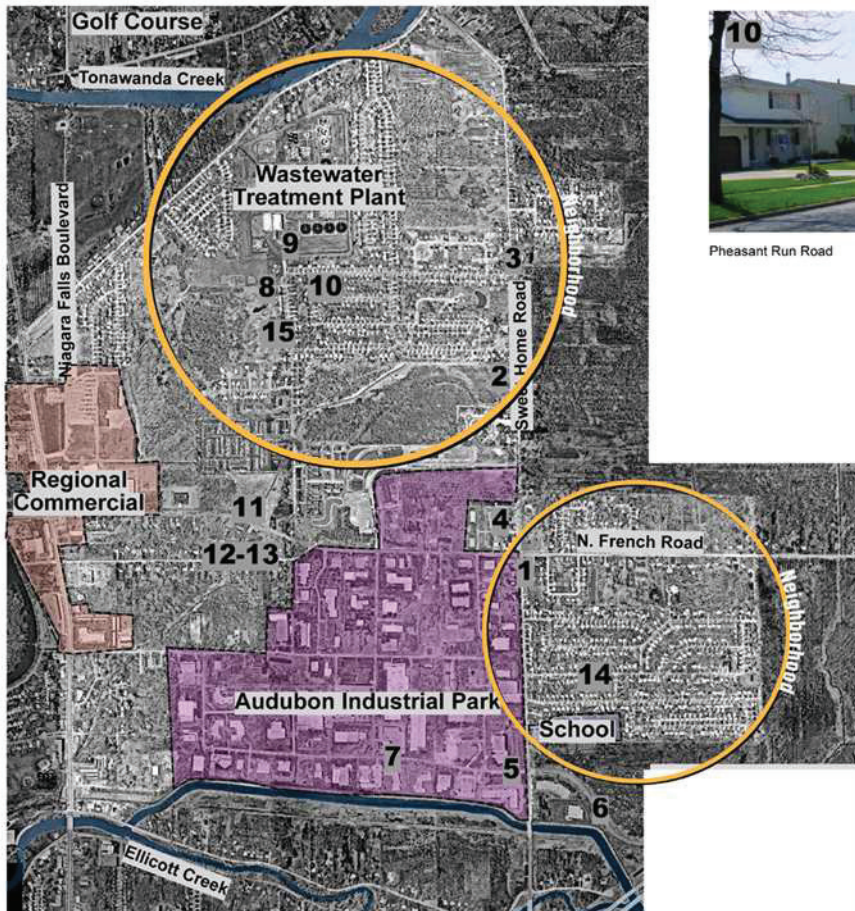 Golf Course
10
Tonawanda Creek
Wastewater
Treatment Plant
Niagara Falls Boulevard
Neighborhood
9
3
Pheasant Run Road
8
10
15
Sweet Home Road
2
Regional
Commercial
11
4
12-13
N. French Road
1
Neighborhood
14
Audubon Industrial Park
School
7
5
6
Ellicott Creek